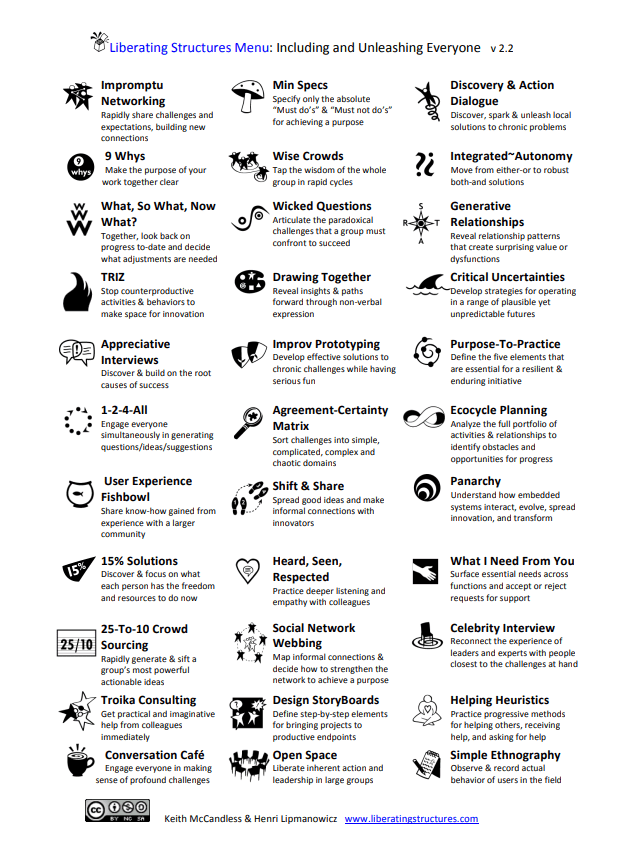 Liberating Structures Menu: Including and Unleashing Everyone v 2.2
Impromptu
Networking
Rapidly share challenges and
expectations, building new
connections
9
whys
9 Whys
Make the purpose of your
work together clear
W
W
W
What, So What, Now
What?
Together, look back on
progress to-date and decide
what adjustments are needed
TRIZ
Stop counterproductive
activities & behaviors to
make space for innovation
Appreciative
Interviews
Discover & build on the root
causes of success
1-2-4-All
Engage everyone
simultaneously in generating
questions/ideas/suggestions
User Experience
Fishbowl
Share know-how gained from
experience with a larger
community
15%
15% Solutions
Discover & focus on what
each person has the freedom
and resources to do now
25/10
25-To-10 Crowd
Sourcing
Rapidly generate & sift a
group's most powerful
actionable ideas
Troika Consulting
Get practical and imaginative
help from colleagues
immediately
Conversation Café
Engage everyone in making
sense of profound challenges
Min Specs
Specify only the absolute
“Must do’s” & “Must not do’s”
for achieving a purpose
Wise Crowds
Tap the wisdom of the whole
group in rapid cycles
Wicked Questions
Articulate the paradoxical
challenges that a group must
confront to succeed
Drawing Together
Reveal insights & paths
forward through non-verbal
expression
Improv Prototyping
Develop effective solutions to
chronic challenges while having
serious fun
Agreement-Certainty
Matrix
Sort challenges into simple,
complicated, complex and
chaotic domains
Shift & Share
Spread good ideas and make
informal connections with
innovators
Heard, Seen,
Respected
Practice deeper listening and
empathy with colleagues
Social Network
Webbing
Map informal connections &
decide how to strengthen the
network to achieve a purpose
Design StoryBoards
Define step-by-step elements
for bringing projects to
productive endpoints
Open Space
Liberate inherent action and
leadership in large groups
Discovery & Action
Dialogue
Discover, spark & unleash local
solutions to chronic problems
Integrated~Autonomy
Move from either-or to robust
both-and solutions
S
R T
A
Generative
Relationships
Reveal relationship patterns
that create surprising value or
dysfunctions
Critical Uncertainties
Develop strategies for operating
in a range of plausible yet
unpredictable futures
Purpose-To-Practice
Define the five elements that
are essential for a resilient &
enduring initiative
Ecocycle Planning
Analyze the full portfolio of
activities & relationships to
identify obstacles and
opportunities for progress
Panarchy
Understand how embedded
systems interact, evolve, spread
innovation, and transform
What I Need From You
Surface essential needs across
functions and accept or reject
requests for support
Celebrity Interview
Reconnect the experience of
leaders and experts with people
closest to the challenges at hand
Helping Heuristics
Practice progressive methods
for helping others, receiving
help, and asking for help
Simple Ethnography
Observe & record actual
behavior of users in the field
cc
BY NC SA
Keith McCandless & Henri Lipmanowicz www.liberatingstructures.com